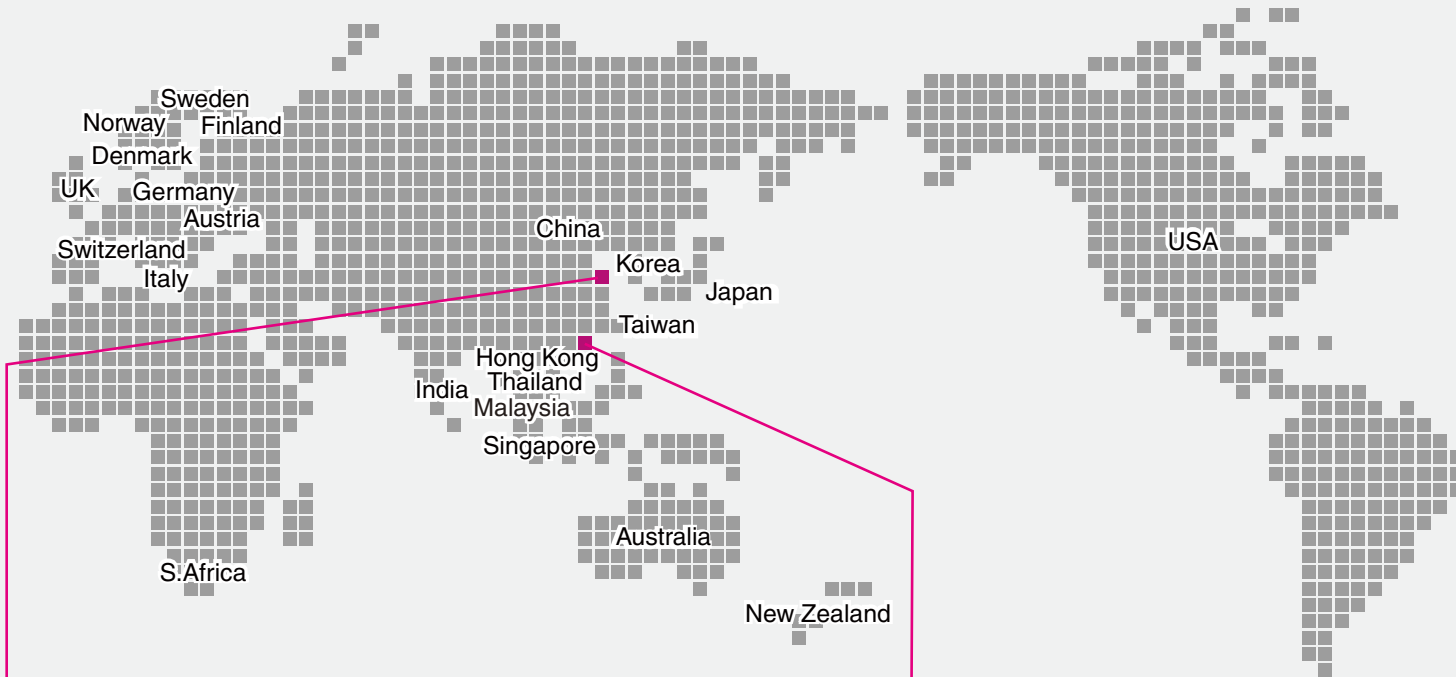 Sweden
Norway
Finland
Denmark
UK
Germany
Austria
Switzerland
Italy
China
USA
Korea
Japan
Taiwan
Hong Kong
Thailand
India
Malaysia
Singapore
Australia
S.Africa
New Zealand